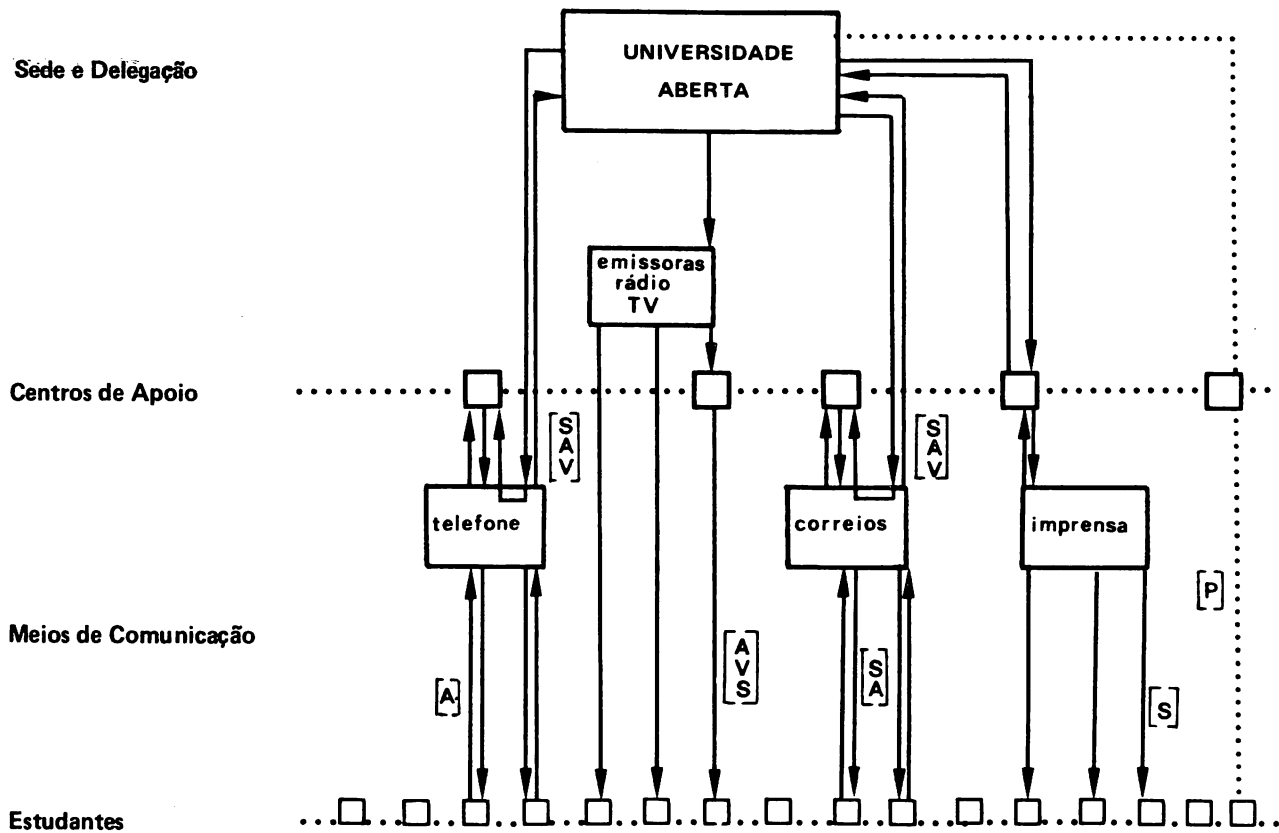 Sede e Delegação
UNIVERSIDADE
ABERTA
emissoras
rádio
TV
Centros de Apoio
S
A
V
S
A
V
telefone
correios
imprensa
[P]
Meios de Comunicação
[A]
A
V
S
S
A
[S]
Estudantes